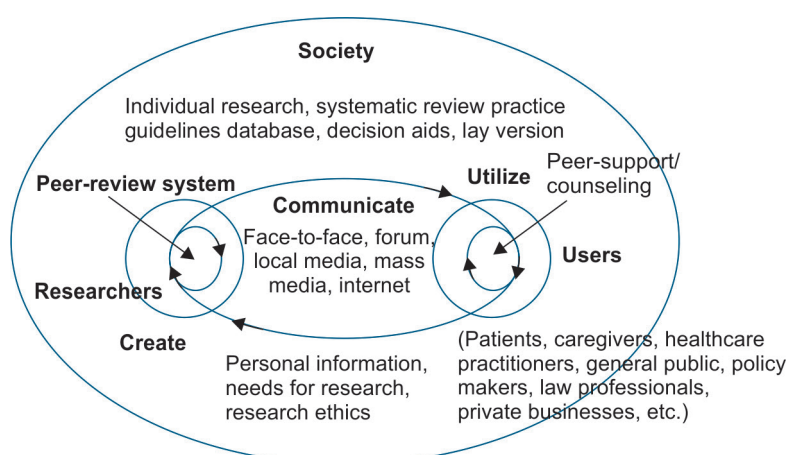 Society
Individual research, systematic review practice
guidelines database, decision aids, lay version
Peer-support/
counseling
Utilize
Peer-review system
Communicate
Face-to-face, forum,
local media, mass
media, internet
Users
Researchers
Create
(Patients, caregivers, healthcare
practitioners, general public, policy
makers, law professionals,
private businesses, etc.)
Personal information,
needs for research,
research ethics